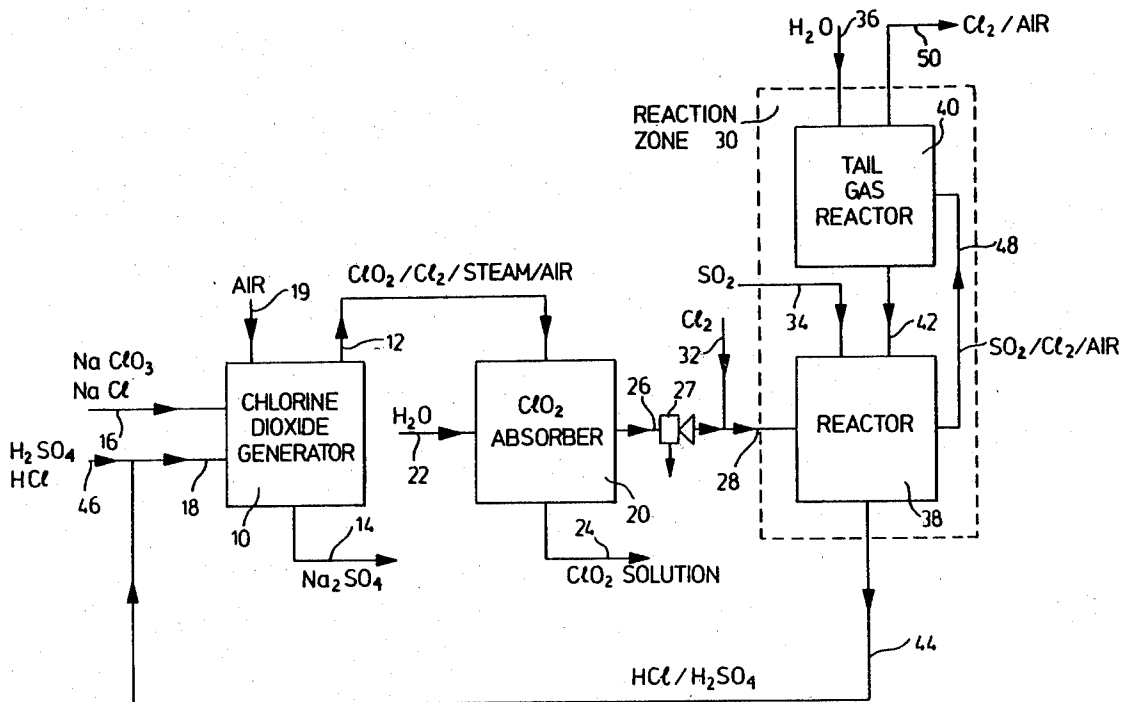 H₂O
36
Cl₂/AIR
50
REACTION
ZONE 30
40
TAIL
GAS
REACTOR
48
ClO₂/Cl₂/STEAM/AIR
AIR
19
12
SO₂
34
42
Cl₂
32
SO₂/Cl₂/AIR
Na ClO₃
Na Cl
16
CHLORINE
DIOXIDE
GENERATOR
10
H₂O
22
ClO₂
ABSORBER
20
26
27
28
REACTOR
38
H₂SO₄
HCl
46
18
14
Na₂SO₄
24
ClO₂ SOLUTION
44
HCl/H₂SO₄